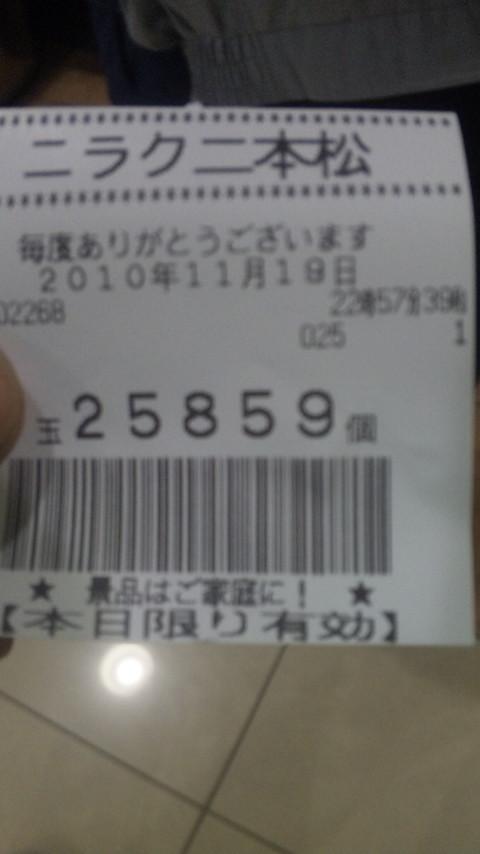 ニラク二本松
毎度ありがとうございます
2010年11月19日
02268 22時57分39秒
025 1
玉25859個
★ 景品はご家庭に！ ★
【本日限り有効】